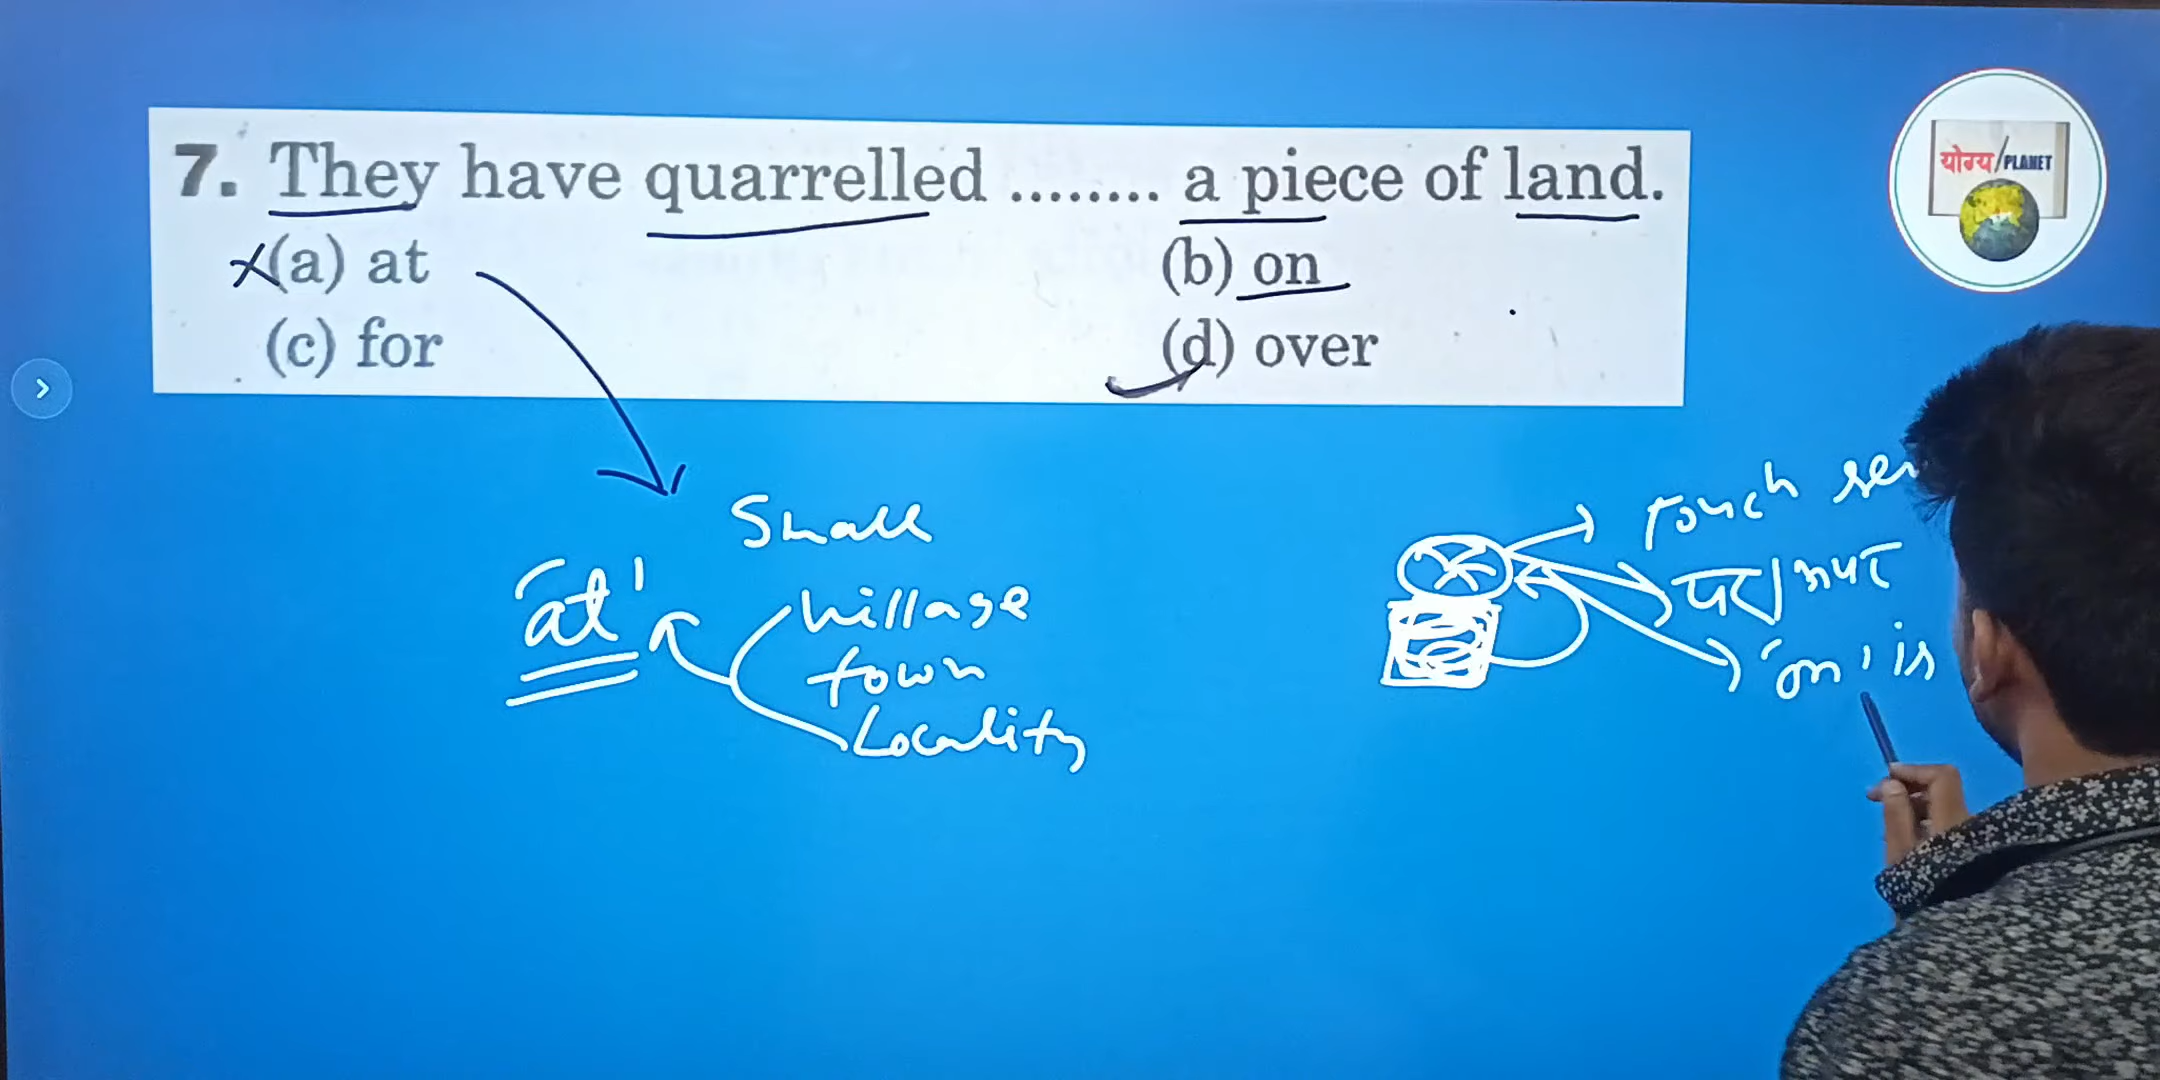 7. They have quarrelled ........ a piece of land.
(a) at (b) on
(c) for (d) over
योग्य/PLANET
Small
'at'
village
town
Locality
touch
पर/ऊपर
'on' is